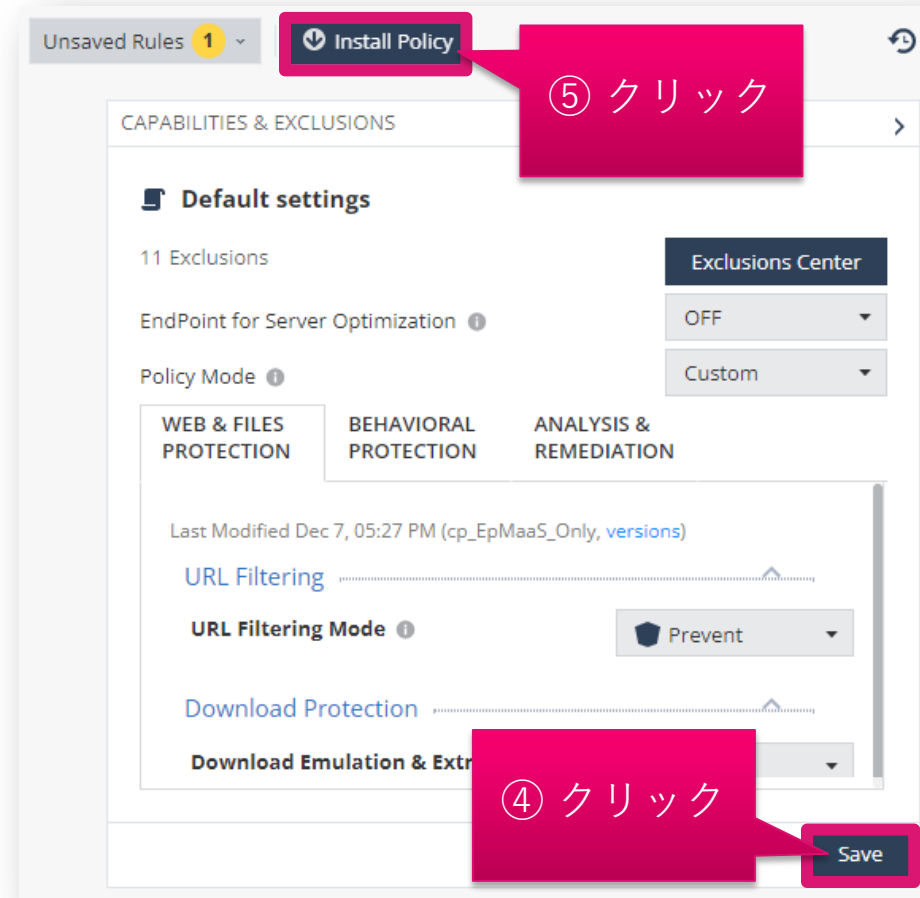 Unsaved Rules 1
Install Policy
⑤ クリック
CAPABILITIES & EXCLUSIONS
Default settings
11 Exclusions
Exclusions Center
EndPoint for Server Optimization
OFF
Policy Mode
Custom
WEB & FILES PROTECTION
BEHAVIORAL PROTECTION
ANALYSIS & REMEDIATION
Last Modified Dec 7, 05:27 PM (cp_EpMaaS_Only, versions)
URL Filtering
URL Filtering Mode
Prevent
Download Protection
Download Emulation & Extr
④ クリック
Save